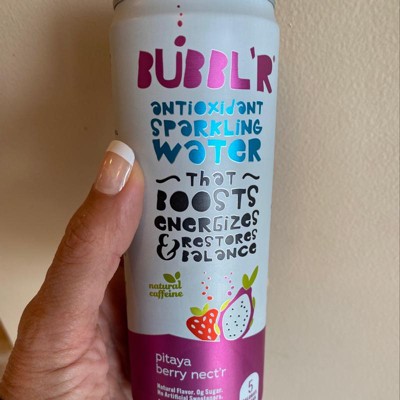 BUBBL'R
antioxidant
sparkling
water
~ that ~
boosts
energizes
& restores
balance
natural
caffeine
pitaya
berry nect'r
Natural Flavor. 0g Sugar.
No Artificial Sweeteners.
5